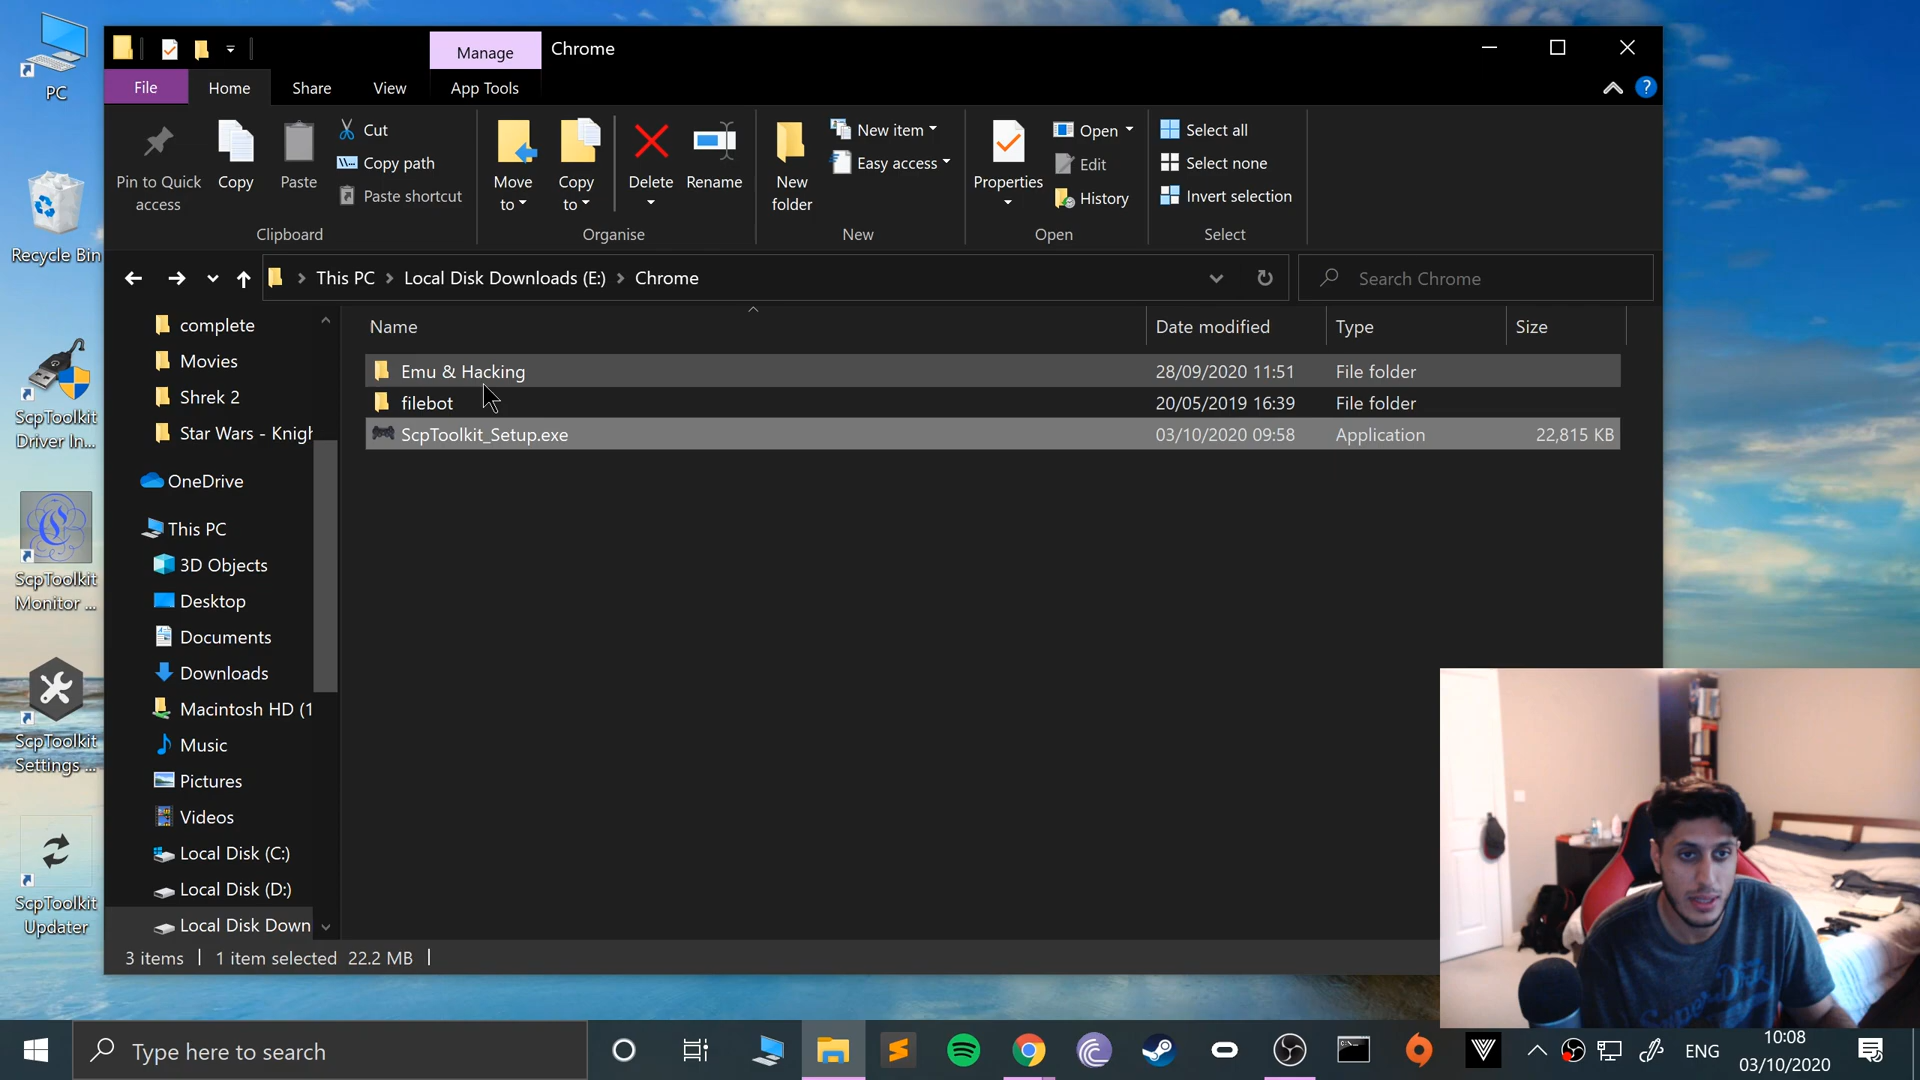 Manage
Chrome
File
Home
Share
View
App Tools
?
Pin to Quick
access
Copy
Paste
Cut
Copy path
Paste shortcut
Clipboard
Move
to
Copy
to
Delete
Rename
Organise
New
folder
New item
Easy access
New
Properties
Open
Edit
History
Open
Select all
Select none
Invert selection
Select
This PC
Local Disk Downloads (E:)
Chrome
Search Chrome
Name
Date modified
Type
Size
Emu & Hacking
28/09/2020 11:51
File folder
filebot
20/05/2019 16:39
File folder
ScpToolkit_Setup.exe
03/10/2020 09:58
Application
22,815 KB
complete
Movies
Shrek 2
Star Wars - Knigh
OneDrive
This PC
3D Objects
Desktop
Documents
Downloads
Macintosh HD (1
Music
Pictures
Videos
Local Disk (C:)
Local Disk (D:)
Local Disk Down
3 items
1 item selected 22.2 MB
PC
Recycle Bin
ScpToolkit
Driver In...
ScpToolkit
Monitor ...
ScpToolkit
Settings ...
ScpToolkit
Updater
Type here to search
ENG
10:08
03/10/2020